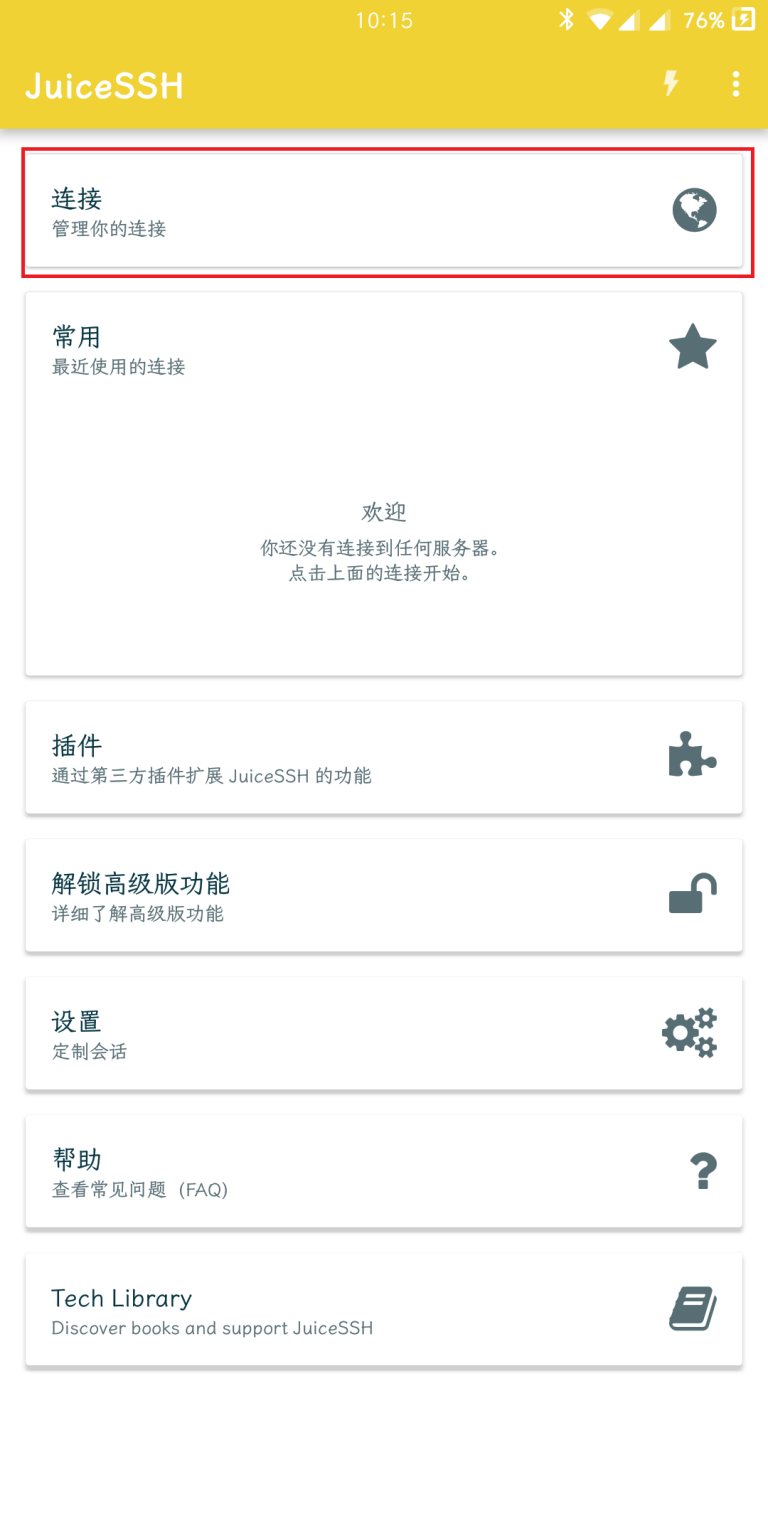 10:15
76%
JuiceSSH
连接
管理你的连接
常用
最近使用的连接
欢迎
你还没有连接到任何服务器。
点击上面的连接开始。
插件
通过第三方插件扩展 JuiceSSH 的功能
解锁高级版功能
详细了解高级版功能
设置
定制会话
帮助
查看常见问题（FAQ）
Tech Library
Discover books and support JuiceSSH